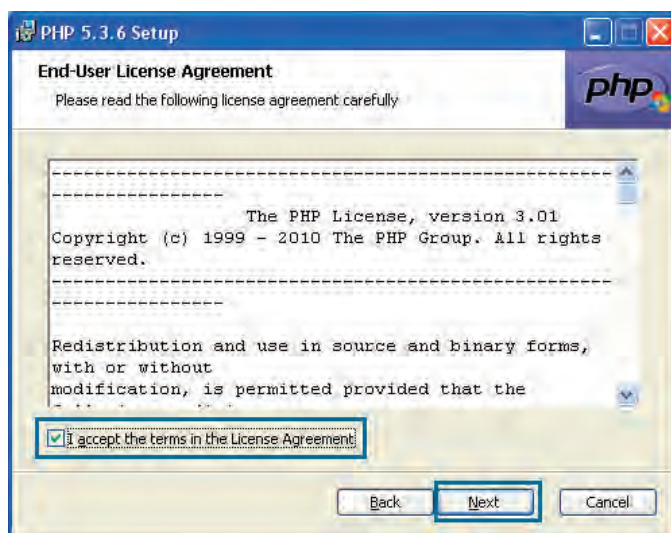 PHP 5.3.6 Setup
End-User License Agreement
Please read the following license agreement carefully
php
------------------------------------------------------------
----------------
The PHP License, version 3.01
Copyright (c) 1999 - 2010 The PHP Group. All rights
reserved.
------------------------------------------------------------
----------------
Redistribution and use in source and binary forms,
with or without
modification, is permitted provided that the
I accept the terms in the License Agreement
Back
Next
Cancel